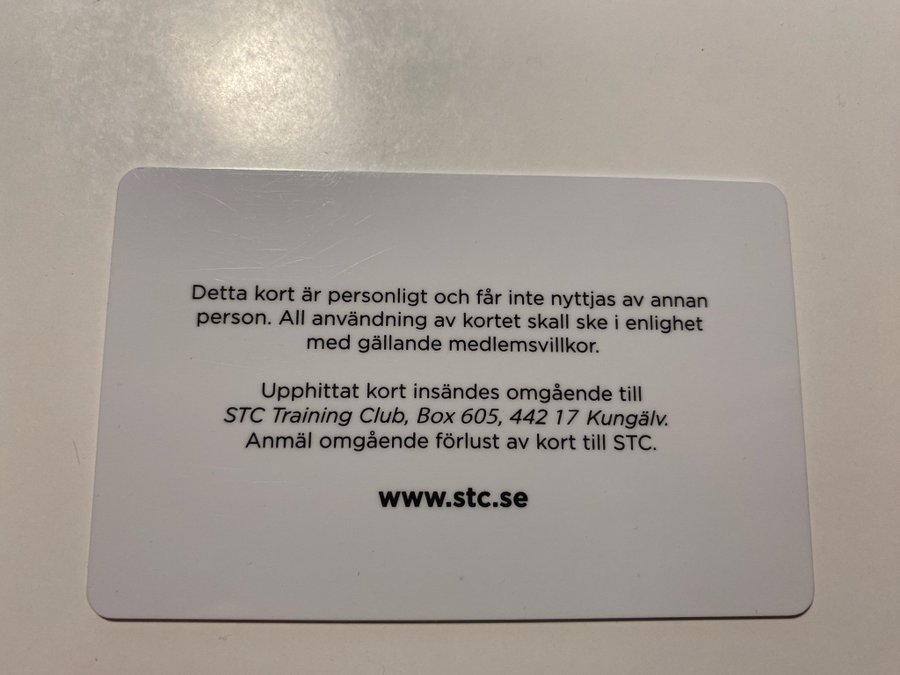 Detta kort är personligt och får inte nyttjas av annan
person. All användning av kortet skall ske i enlighet
med gällande medlemsvillkor.
Upphittat kort insändes omgående till
STC Training Club, Box 605, 442 17 Kungälv.
Anmäl omgående förlust av kort till STC.
www.stc.se